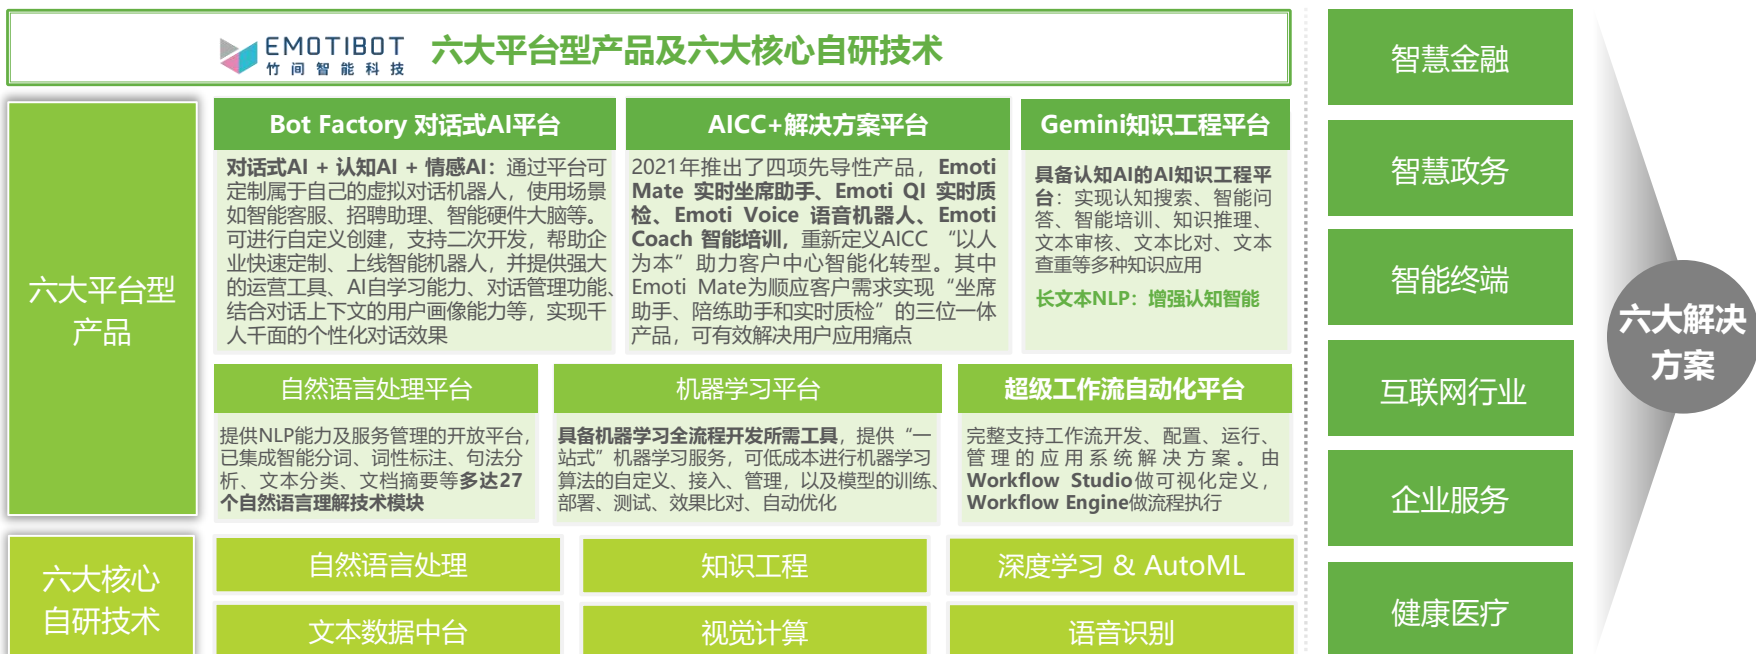 EMOTIBOT
竹间智能科技
六大平台型产品及六大核心自研技术
六大平台型
产品
Bot Factory 对话式AI平台
对话式AI + 认知AI + 情感AI：通过平台可
定制属于自己的虚拟对话机器人，使用场景
如智能客服、招聘助理、智能硬件大脑等。
可进行自定义创建，支持二次开发，帮助企
业快速定制、上线智能机器人，并提供强大
的运营工具、AI自学习能力、对话管理功能、
结合对话上下文的用户画像能力等，实现千
人千面的个性化对话效果
AICC+解决方案平台
2021年推出了四项先导性产品，Emoti
Mate 实时坐席助手、Emoti QI 实时质
检、Emoti Voice 语音机器人、Emoti
Coach 智能培训，重新定义AICC “以人
为本”助力客户中心智能化转型。其中
Emoti Mate为顺应客户需求实现“坐席
助手、陪练助手和实时质检”的三位一体
产品，可有效解决用户应用痛点
Gemini知识工程平台
具备认知AI的AI知识工程平
台：实现认知搜索、智能问
答、智能培训、知识推理、
文本审核、文本比对、文本
查重等多种知识应用
长文本NLP：增强认知智能
自然语言处理平台
提供NLP能力及服务管理的开放平台，
已集成智能分词、词性标注、句法分
析、文本分类、文档摘要等多达27
个自然语言理解技术模块
机器学习平台
具备机器学习全流程开发所需工具，提供“一
站式”机器学习服务，可低成本进行机器学习
算法的自定义、接入、管理，以及模型的训练、
部署、测试、效果比对、自动优化
超级工作流自动化平台
完整支持工作流开发、配置、运行、
管理的应用系统解决方案。由
Workflow Studio做可视化定义，
Workflow Engine做流程执行
六大核心
自研技术
自然语言处理
知识工程
深度学习 & AutoML
文本数据中台
视觉计算
语音识别
智慧金融
智慧政务
智能终端
互联网行业
企业服务
健康医疗
六大解决
方案